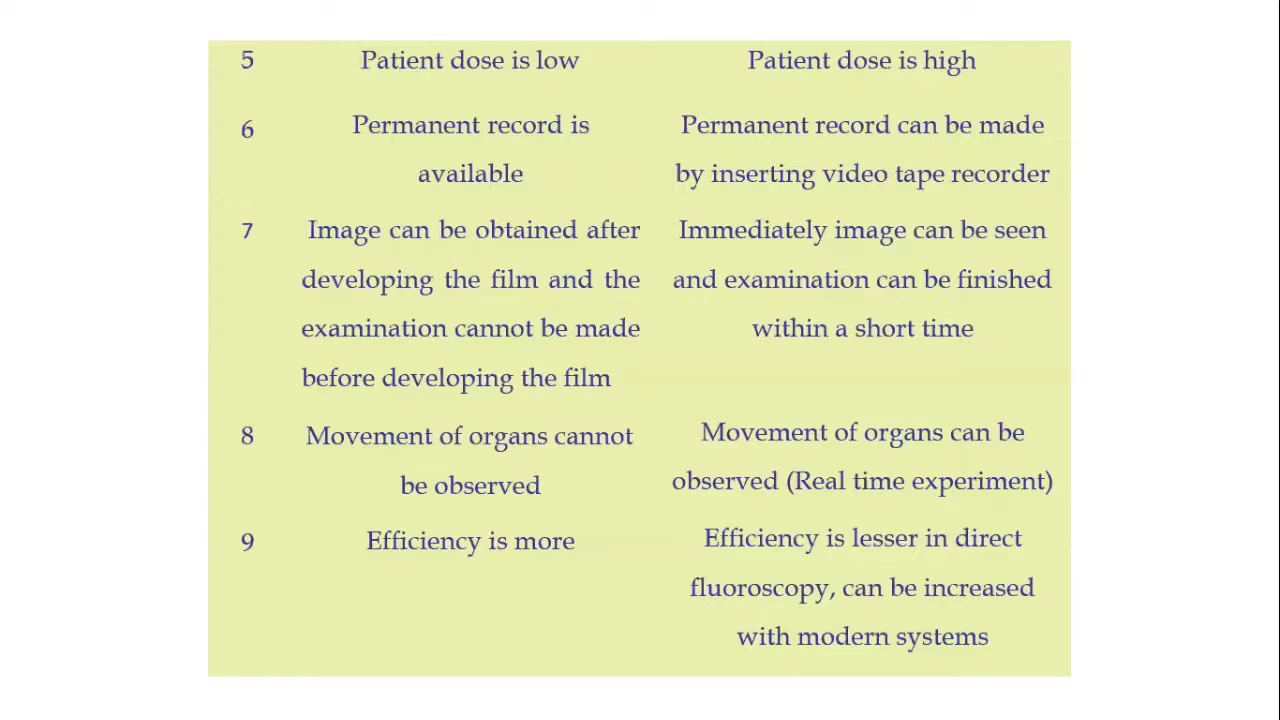 5 Patient dose is low Patient dose is high
6 Permanent record is available Permanent record can be made by inserting video tape recorder
7 Image can be obtained after developing the film and the examination cannot be made before developing the film Immediately image can be seen and examination can be finished within a short time
8 Movement of organs cannot be observed Movement of organs can be observed (Real time experiment)
9 Efficiency is more Efficiency is lesser in direct fluoroscopy, can be increased with modern systems